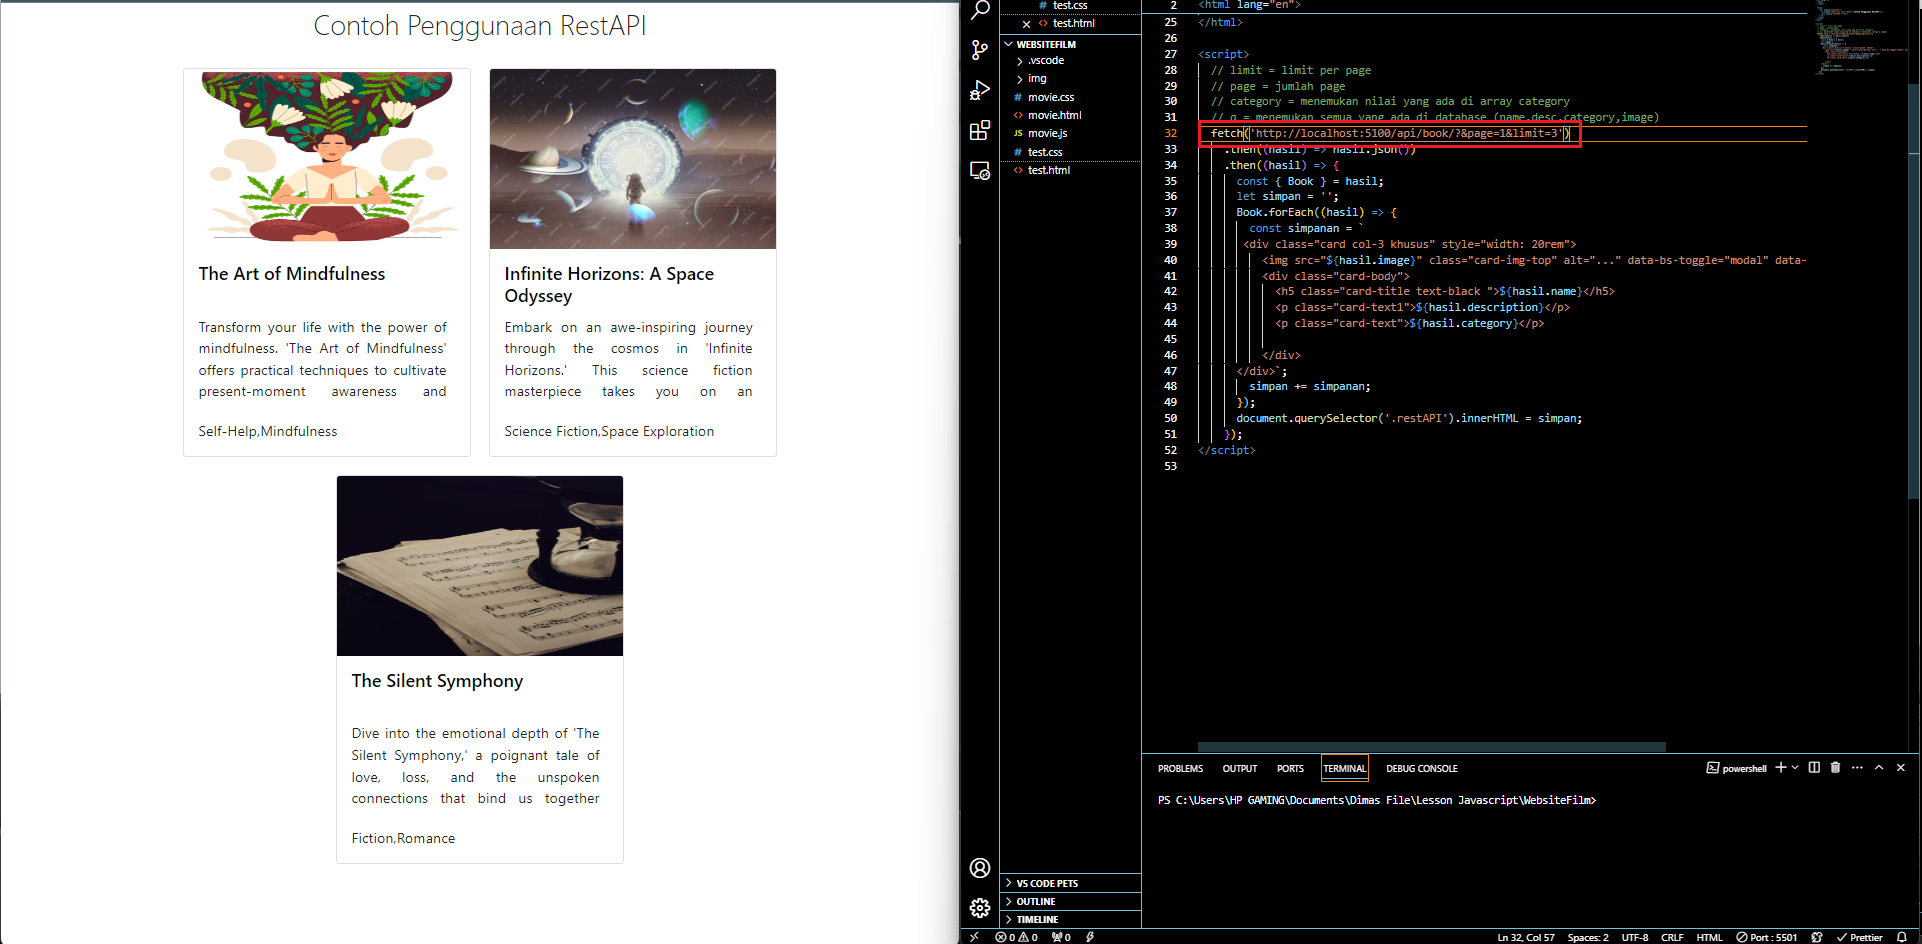 Contoh Penggunaan RestAPI
The Art of Mindfulness
Transform your life with the power of
mindfulness. 'The Art of Mindfulness'
offers practical techniques to cultivate
present-moment awareness and
Self-Help,Mindfulness
Infinite Horizons: A Space
Odyssey
Embark on an awe-inspiring journey
through the cosmos in 'Infinite
Horizons.' This science fiction
masterpiece takes you on an
Science Fiction,Space Exploration
The Silent Symphony
Dive into the emotional depth of 'The
Silent Symphony,' a poignant tale of
love, loss, and the unspoken
connections that bind us together
Fiction,Romance
# test.css
<> test.html
WEBSITEFILM
.vscode
img
# movie.css
<> movie.html
JS movie.js
# test.css
<> test.html
VS CODE PETS
OUTLINE
TIMELINE
2 <html lang="en">
25 </html>
26
27 <script>
28 // limit = limit per page
29 // page = jumlah page
30 // category = menemukan nilai yang ada di array category
31 // q = menemukan semua yang ada di database (name,desc,category,image)
32 fetch('http://localhost:5100/api/book/?&page=1&limit=3')
33 .then((hasil) => hasil.json())
34 .then((hasil) => {
35 const { Book } = hasil;
36 let simpan = '';
37 Book.forEach((hasil) => {
38 const simpanan = `
39 <div class="card col-3 khusus" style="width: 20rem">
40 <img src="${hasil.image}" class="card-img-top" alt="..." data-bs-toggle="modal" data-
41 <div class="card-body">
42 <h5 class="card-title text-black ">${hasil.name}</h5>
43 <p class="card-text1">${hasil.description}</p>
44 <p class="card-text">${hasil.category}</p>
45
46 </div>
47 </div>`;
48 simpan += simpanan;
49 });
50 document.querySelector('.restAPI').innerHTML = simpan;
51 });
52 </script>
53
PROBLEMS OUTPUT PORTS TERMINAL DEBUG CONSOLE powershell
PS C:\Users\HP GAMING\Documents\Dimas File\Lesson Javascript\WebsiteFilm>
0 0 0 Ln 32, Col 57 Spaces: 2 UTF-8 CRLF HTML Port : 5501 Prettier